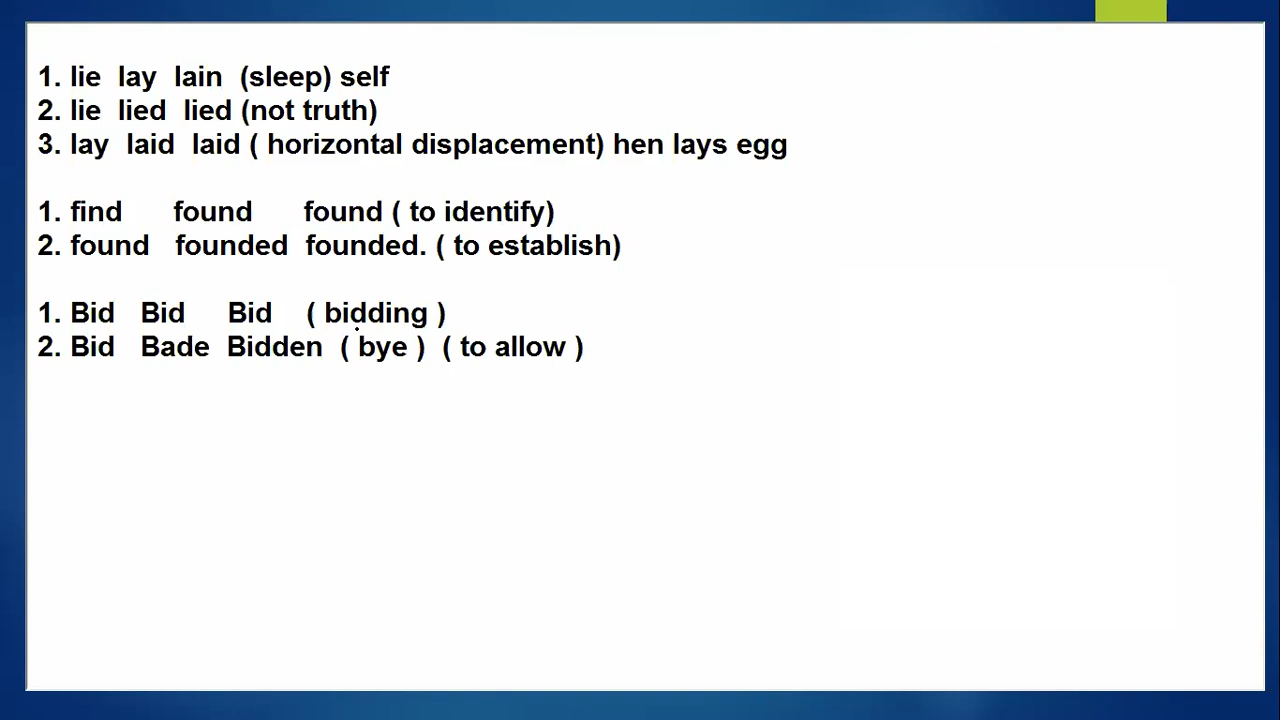 1. lie lay lain (sleep) self
2. lie lied lied (not truth)
3. lay laid laid ( horizontal displacement) hen lays egg
1. find found found ( to identify)
2. found founded founded. ( to establish)
1. Bid Bid Bid ( bidding )
2. Bid Bade Bidden ( bye ) ( to allow )